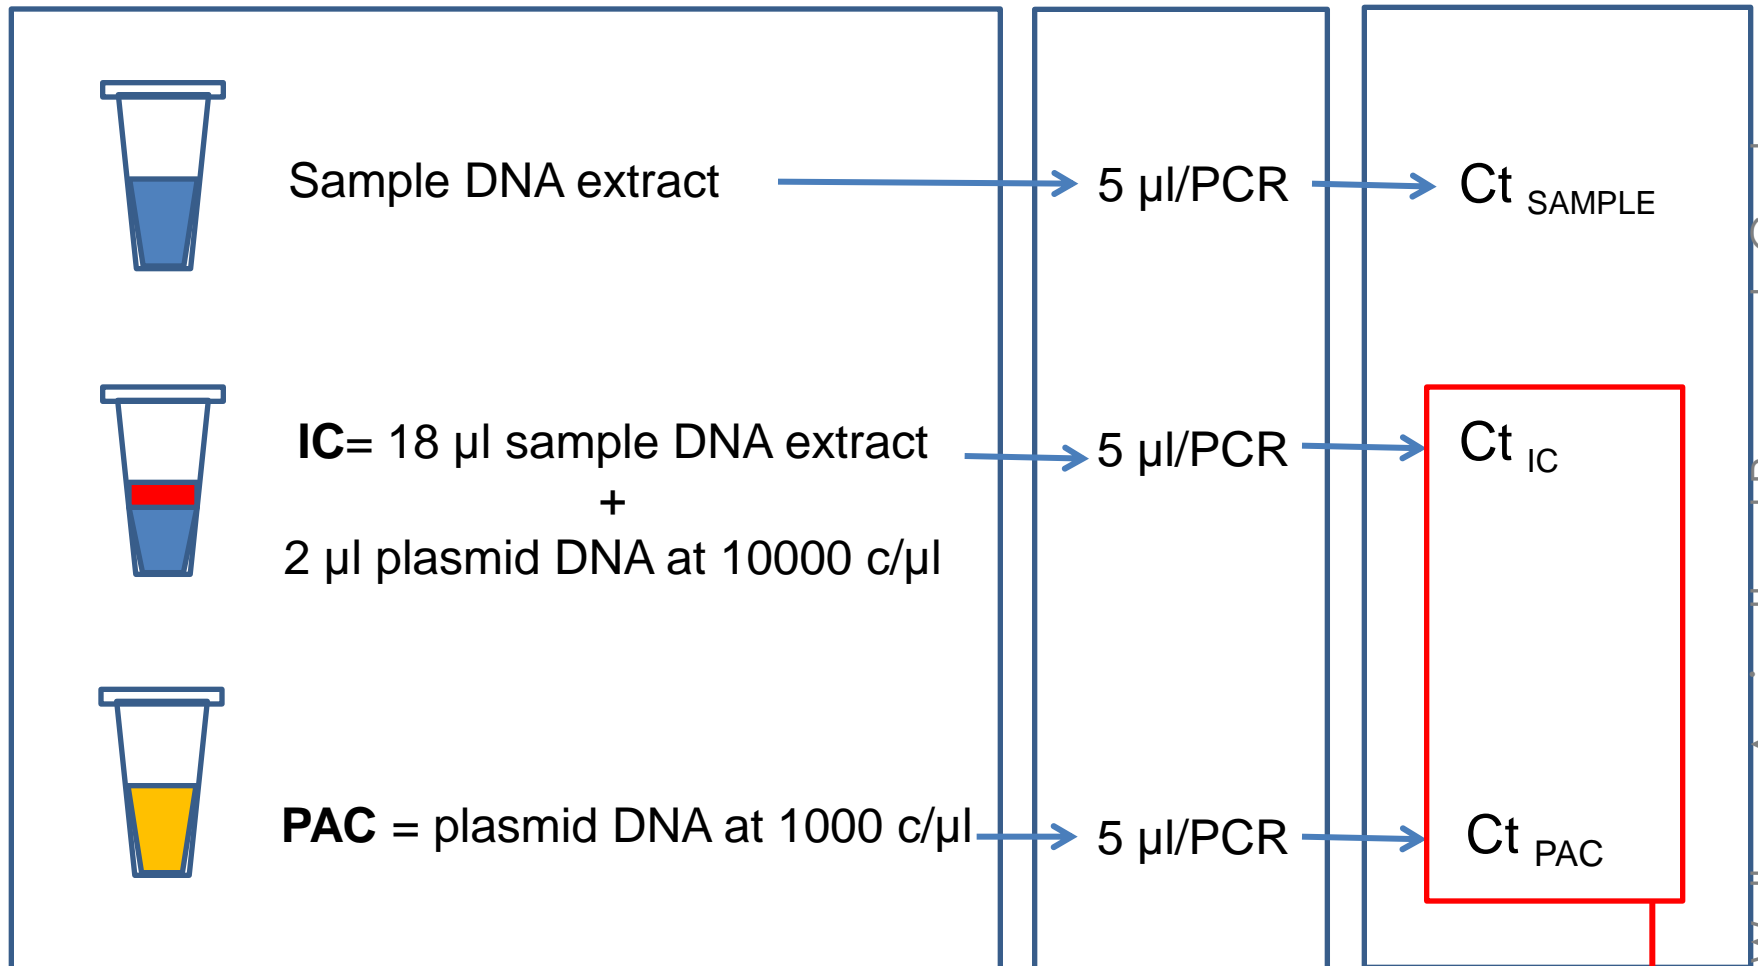 Sample DNA extract 5 µl/PCR Ct SAMPLE
IC= 18 µl sample DNA extract 5 µl/PCR Ct IC
+
2 µl plasmid DNA at 10000 c/µl
PAC = plasmid DNA at 1000 c/µl 5 µl/PCR Ct PAC